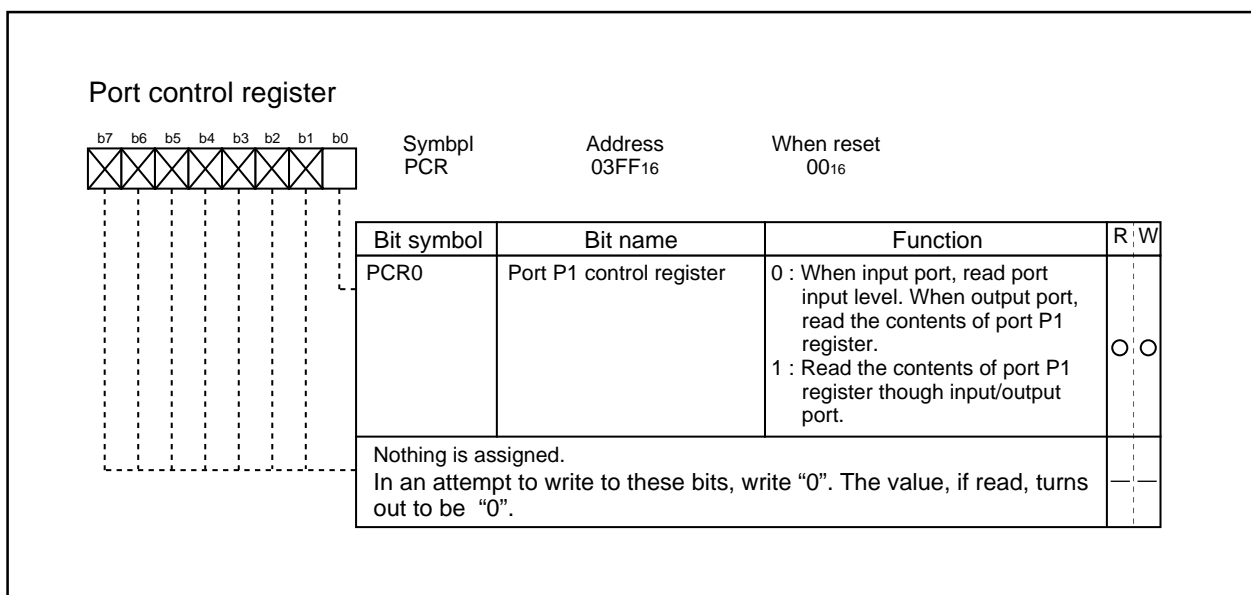 Port control register
b7 b6 b5 b4 b3 b2 b1 b0
Symbpl Address When reset
PCR 03FF16 0016
Bit symbol Bit name Function R W
PCR0 Port P1 control register 0 : When input port, read port
input level. When output port,
read the contents of port P1
register.
1 : Read the contents of port P1
register though input/output
port.
Nothing is assigned.
In an attempt to write to these bits, write “0”. The value, if read, turns
out to be “0”.